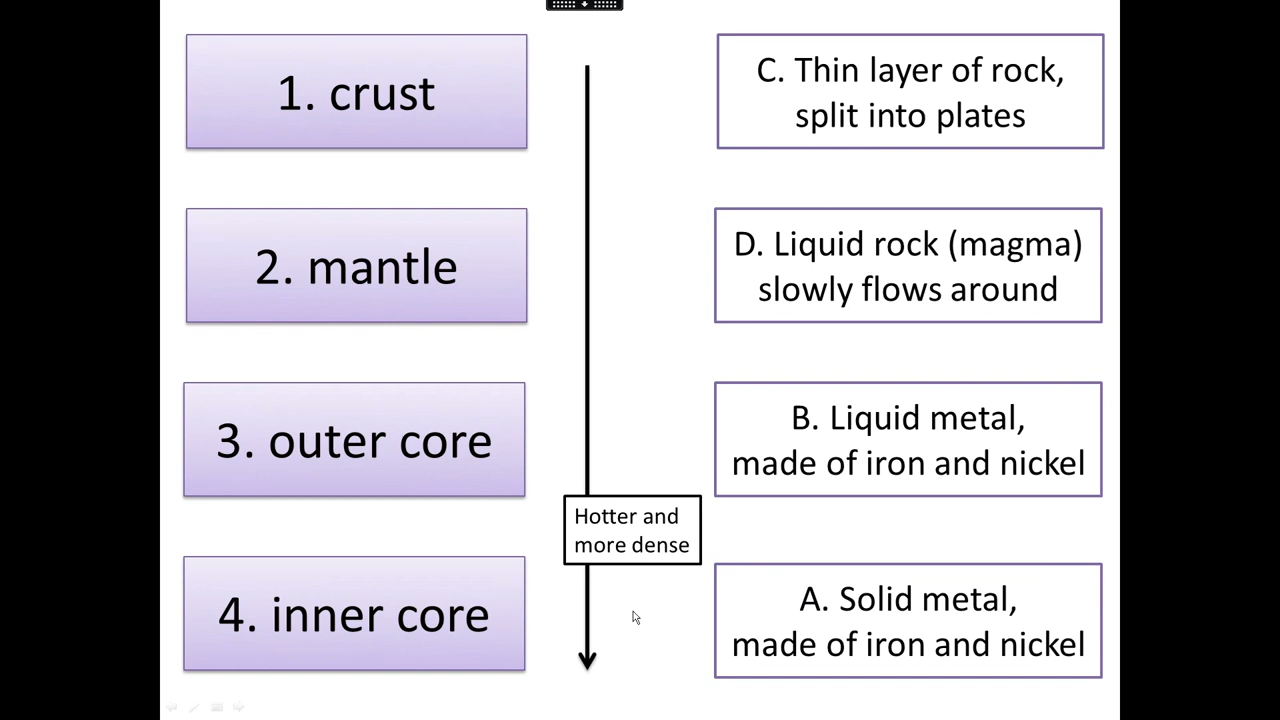 1. crust
C. Thin layer of rock,
split into plates
2. mantle
D. Liquid rock (magma)
slowly flows around
3. outer core
B. Liquid metal,
made of iron and nickel
Hotter and
more dense
4. inner core
A. Solid metal,
made of iron and nickel